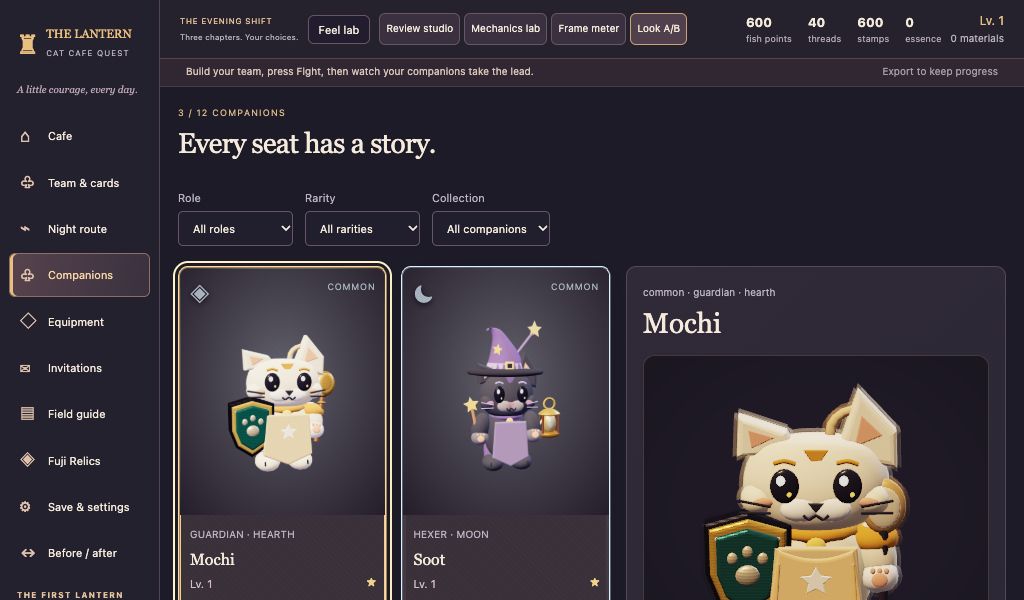 THE LANTERN
CAT CAFE QUEST
A little courage, every day.
Cafe
Team & cards
Night route
Companions
Equipment
Invitations
Field guide
Fuji Relics
Save & settings
Before / after
THE FIRST LANTERN
THE EVENING SHIFT
Three chapters. Your choices.
Feel lab
Review studio
Mechanics lab
Frame meter
Look A/B
600
fish points
40
threads
600
stamps
0
essence
Lv. 1
0 materials
Build your team, press Fight, then watch your companions take the lead.
Export to keep progress
3 / 12 COMPANIONS
Every seat has a story.
Role
Rarity
Collection
All roles
All rarities
All companions
COMMON
GUARDIAN · HEARTH
Mochi
Lv. 1
COMMON
HEXER · MOON
Soot
Lv. 1
common · guardian · hearth
Mochi